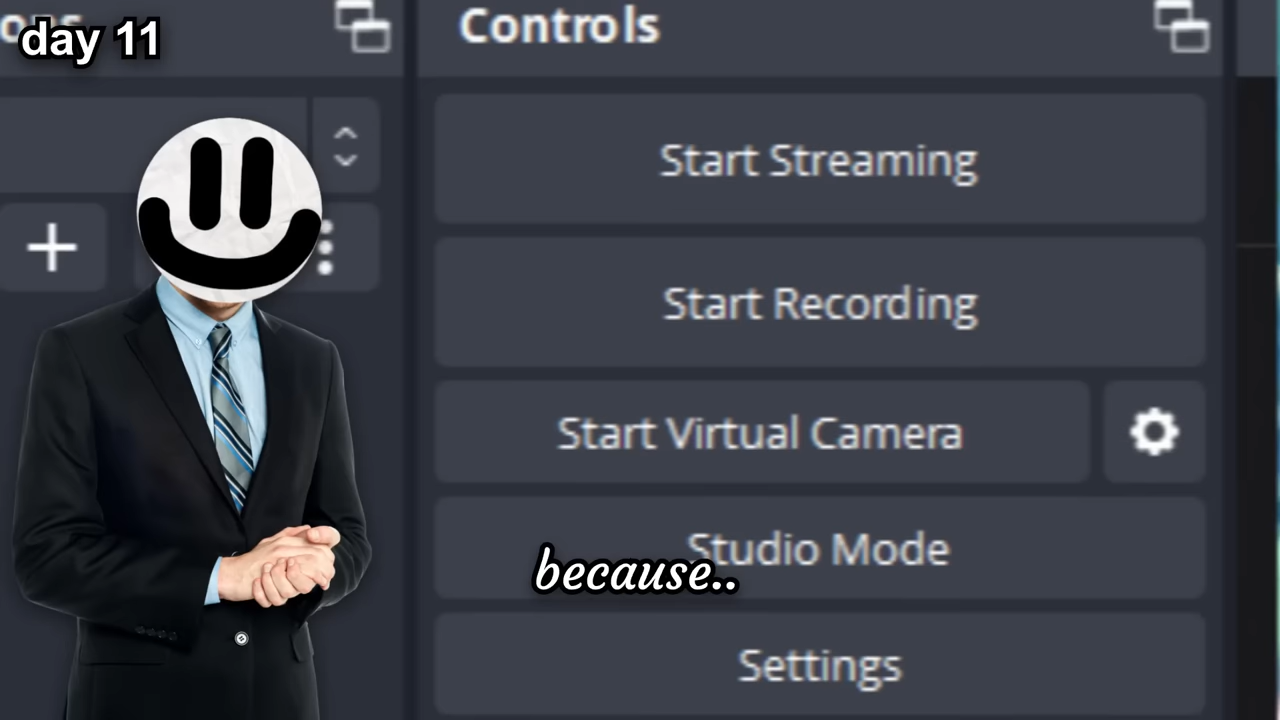 day 11
Controls
Start Streaming
Start Recording
Start Virtual Camera
Studio Mode
because..
Settings